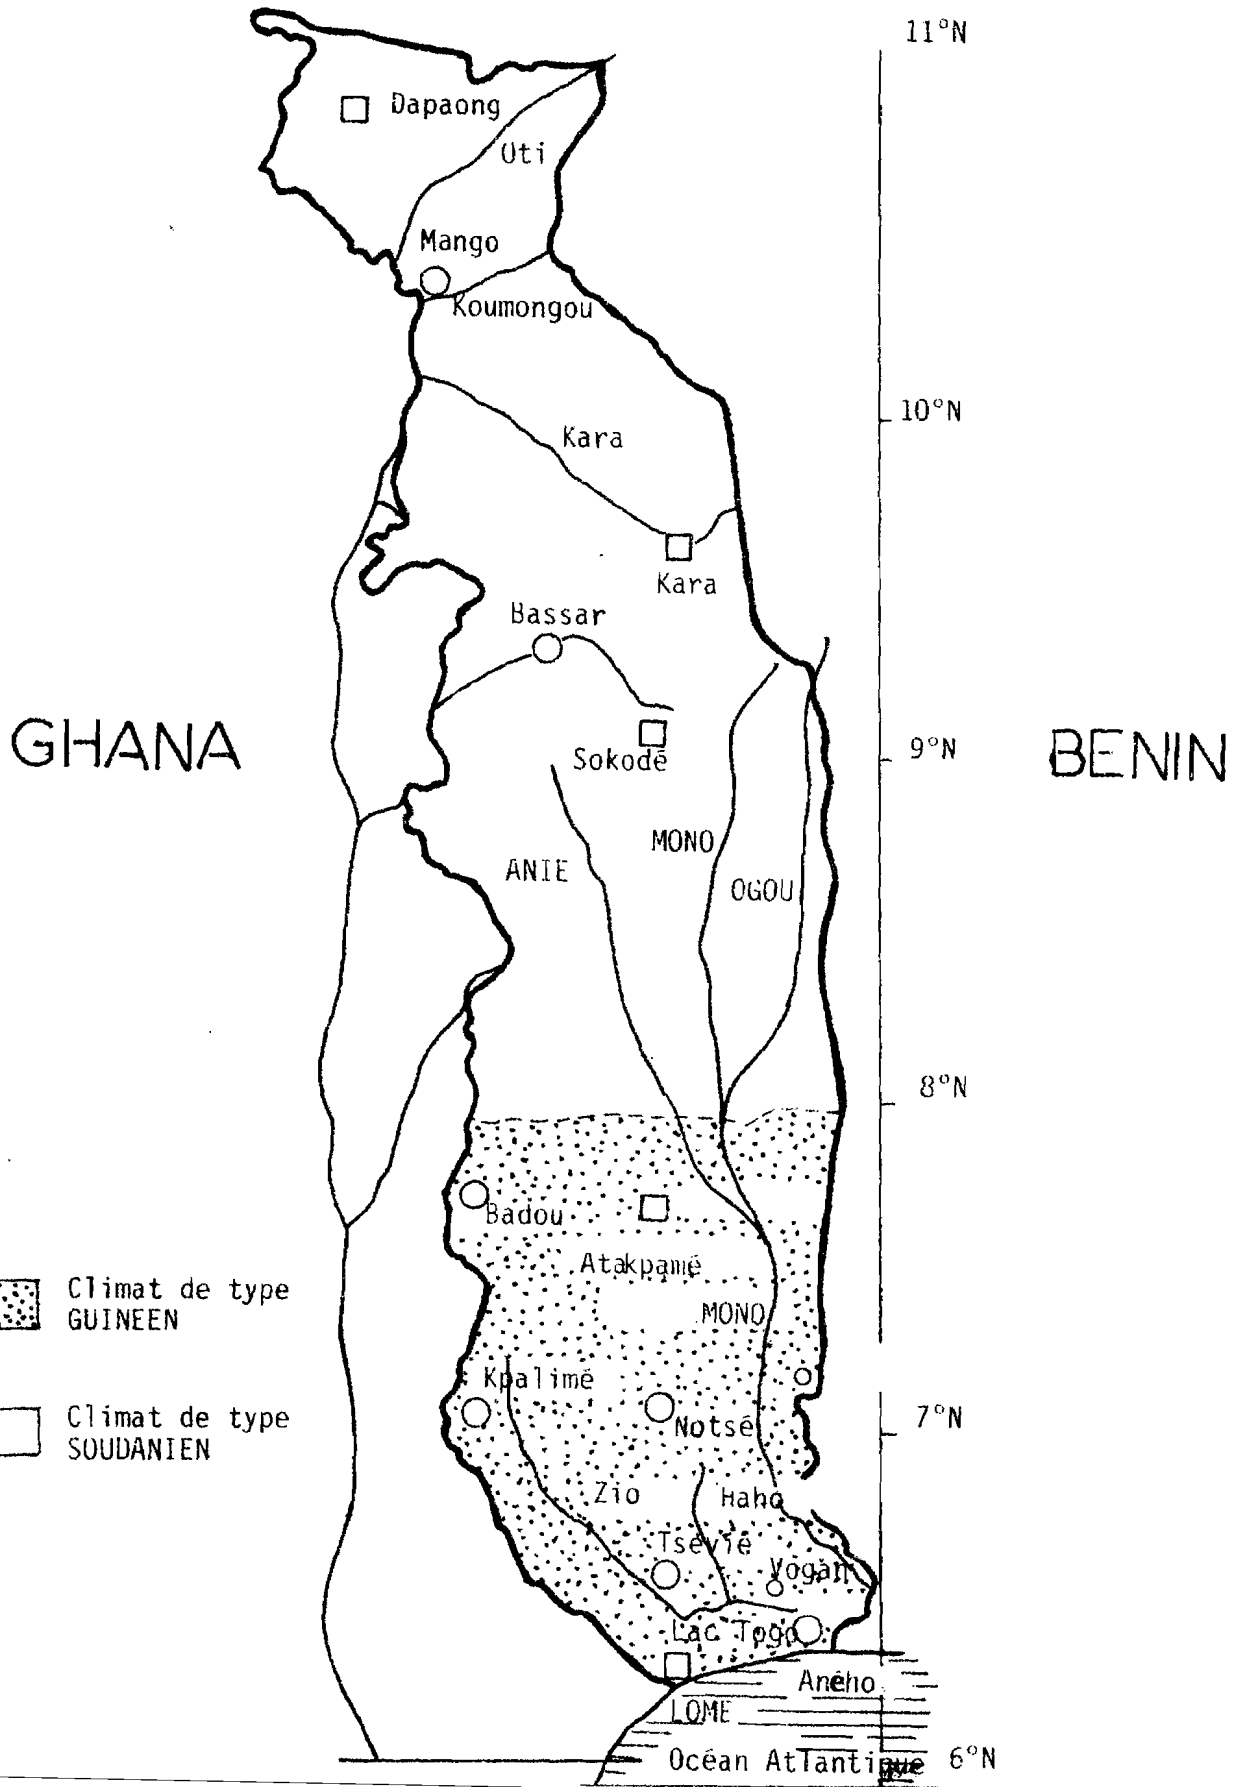 11°N
Dapaong
Oti
Mango
Koumongou
10°N
Kara
Kara
Bassar
GHANA
BENIN
9°N
Sokodé
MONO
ANIE
OGOU
8°N
Badou
Atakpamé
Climat de type
GUINEEN
MONO
Kpalimé
Climat de type
SOUDANIEN
7°N
Notsé
Zio
Haho
Tsévié
Vogan
Lac Togo
Aného
LOME
Océan Atlantique
6°N